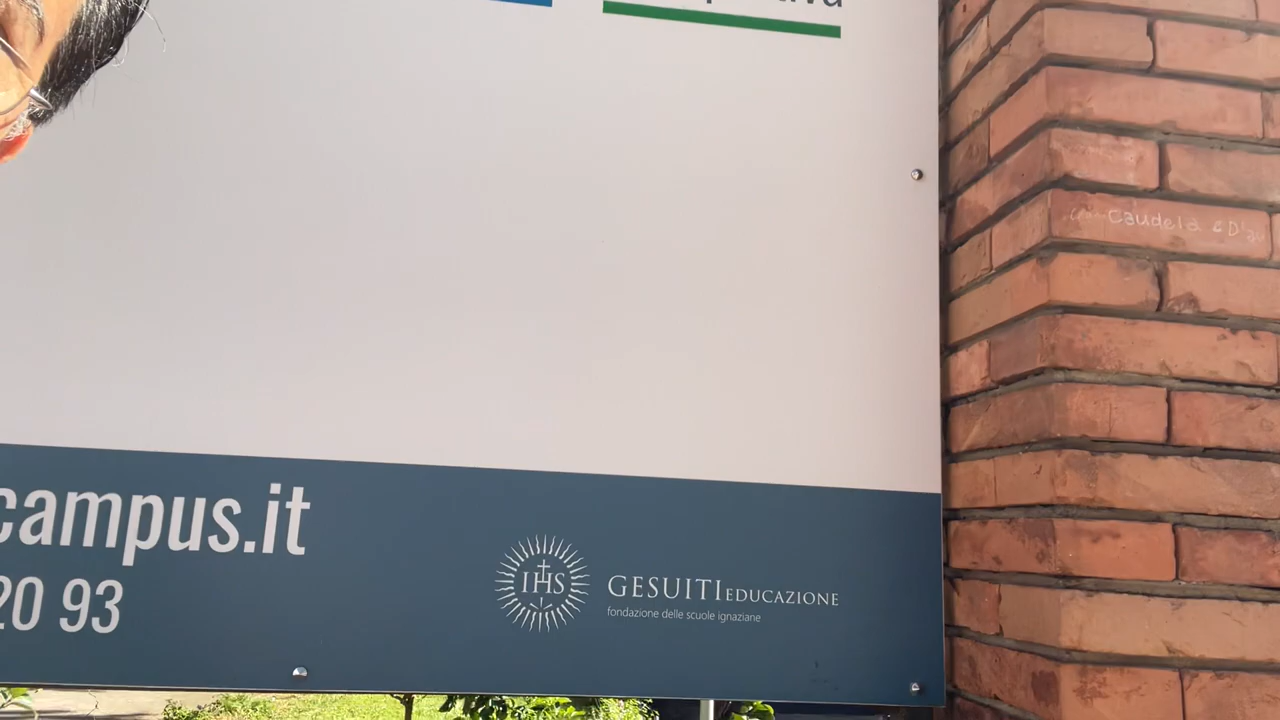 campus.it
20 93
IHS
GESUITI EDUCAZIONE
fondazione delle scuole ignaziane
caudela